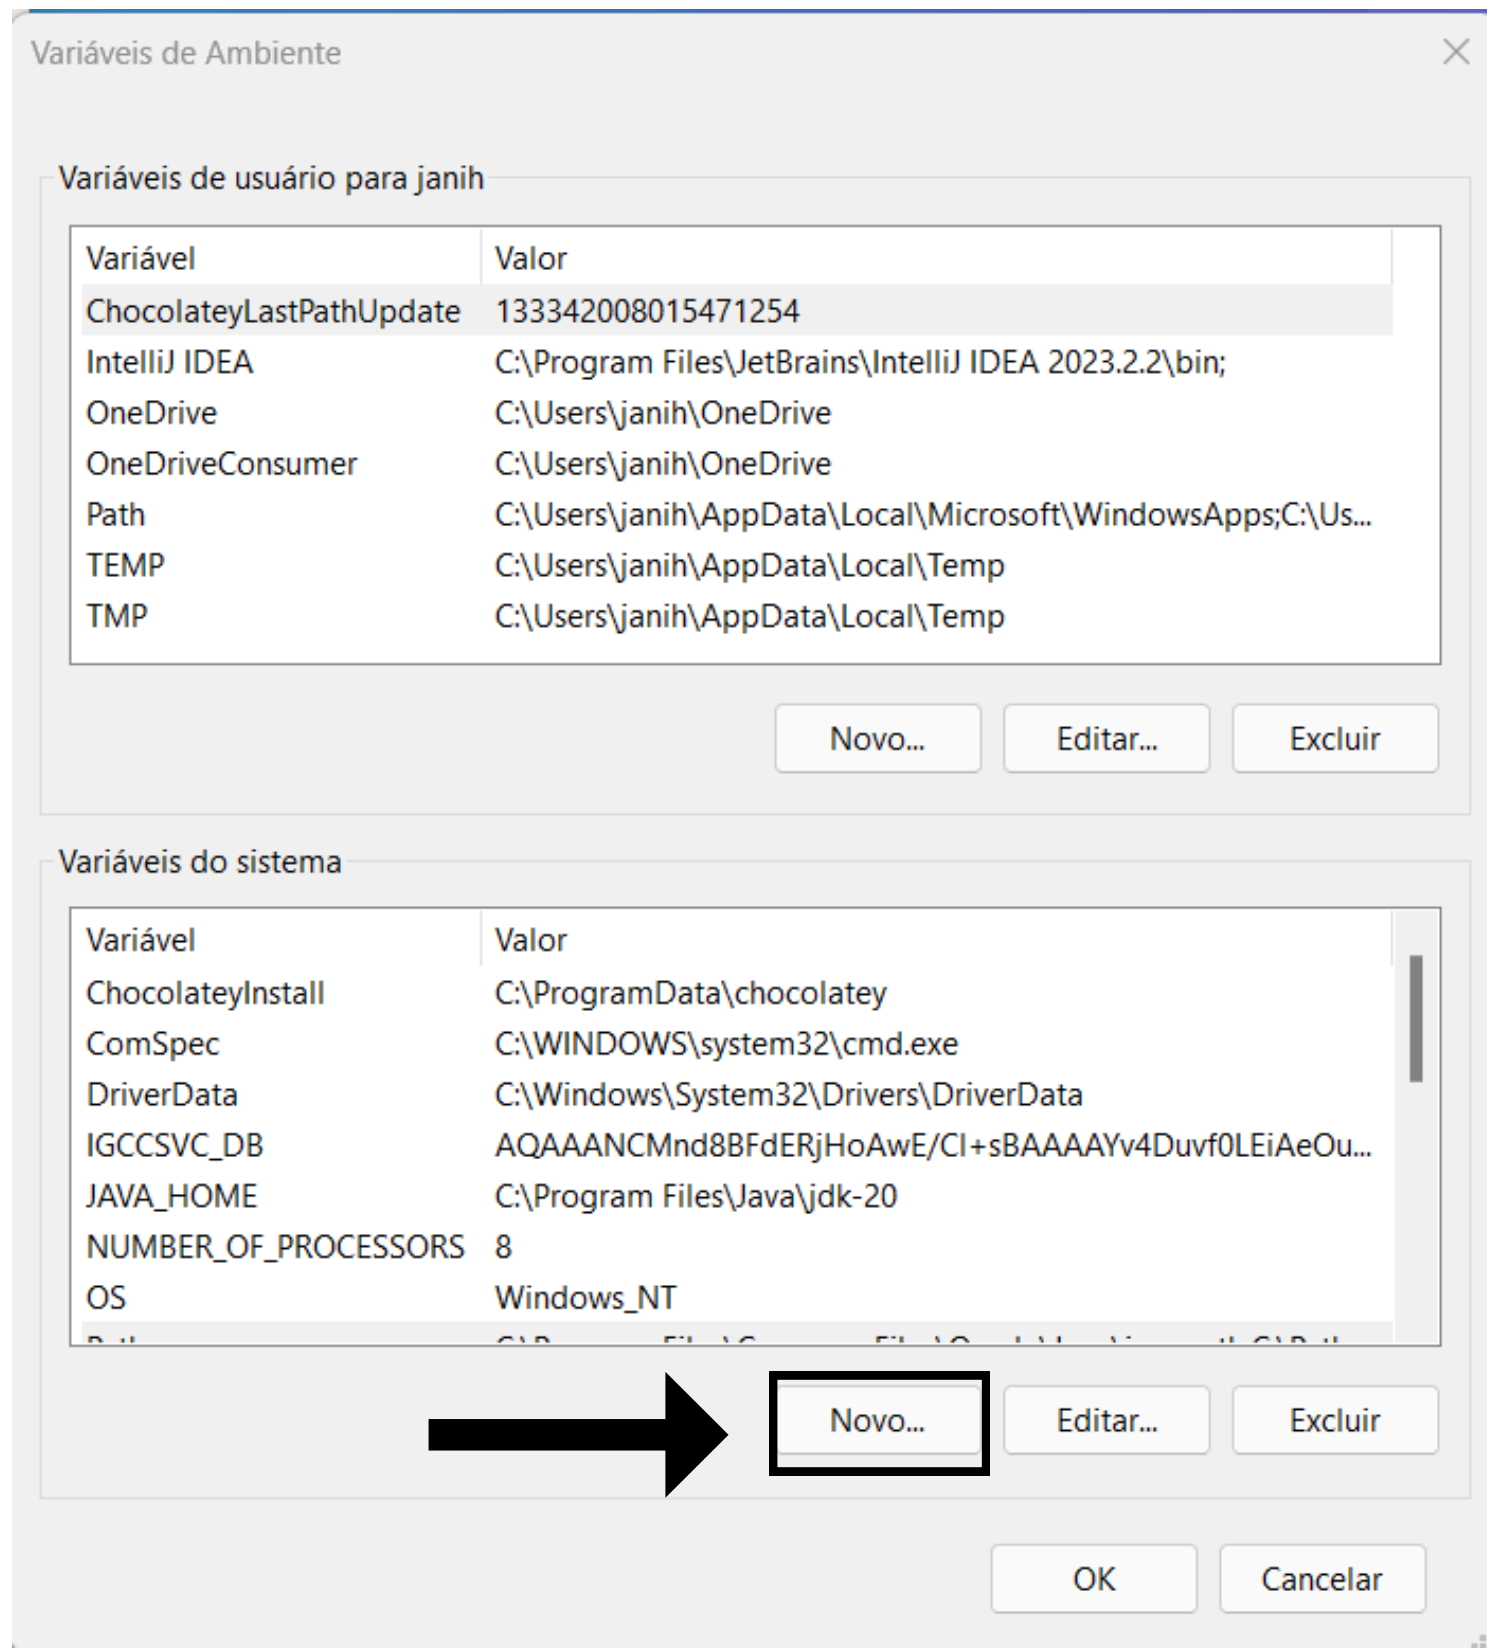 Variáveis de Ambiente
Variáveis de usuário para janih
Variável Valor
ChocolateyLastPathUpdate 133342008015471254
IntelliJ IDEA C:\Program Files\JetBrains\IntelliJ IDEA 2023.2.2\bin;
OneDrive C:\Users\janih\OneDrive
OneDriveConsumer C:\Users\janih\OneDrive
Path C:\Users\janih\AppData\Local\Microsoft\WindowsApps;C:\Us...
TEMP C:\Users\janih\AppData\Local\Temp
TMP C:\Users\janih\AppData\Local\Temp
Novo... Editar... Excluir
Variáveis do sistema
Variável Valor
ChocolateyInstall C:\ProgramData\chocolatey
ComSpec C:\WINDOWS\system32\cmd.exe
DriverData C:\Windows\System32\Drivers\DriverData
IGCCSVC_DB AQAAANCMnd8BFdERjHoAwE/Cl+sBAAAAYv4Duvf0LEiAeOu...
JAVA_HOME C:\Program Files\Java\jdk-20
NUMBER_OF_PROCESSORS 8
OS Windows_NT
Novo... Editar... Excluir
OK Cancelar